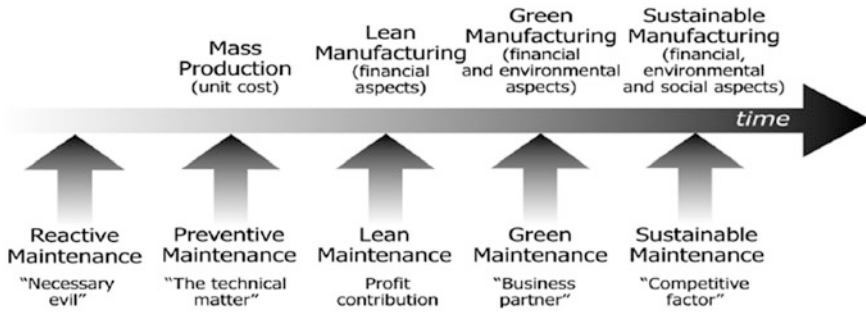 Mass
Production
(unit cost)
Lean
Manufacturing
(financial
aspects)
Green
Manufacturing
(financial
and environmental
aspects)
Sustainable
Manufacturing
(financial,
environmental
and social aspects)
time
Reactive
Maintenance
“Necessary
evil”
Preventive
Maintenance
“The technical
matter”
Lean
Maintenance
Profit
contribution
Green
Maintenance
“Business
partner”
Sustainable
Maintenance
“Competitive
factor”